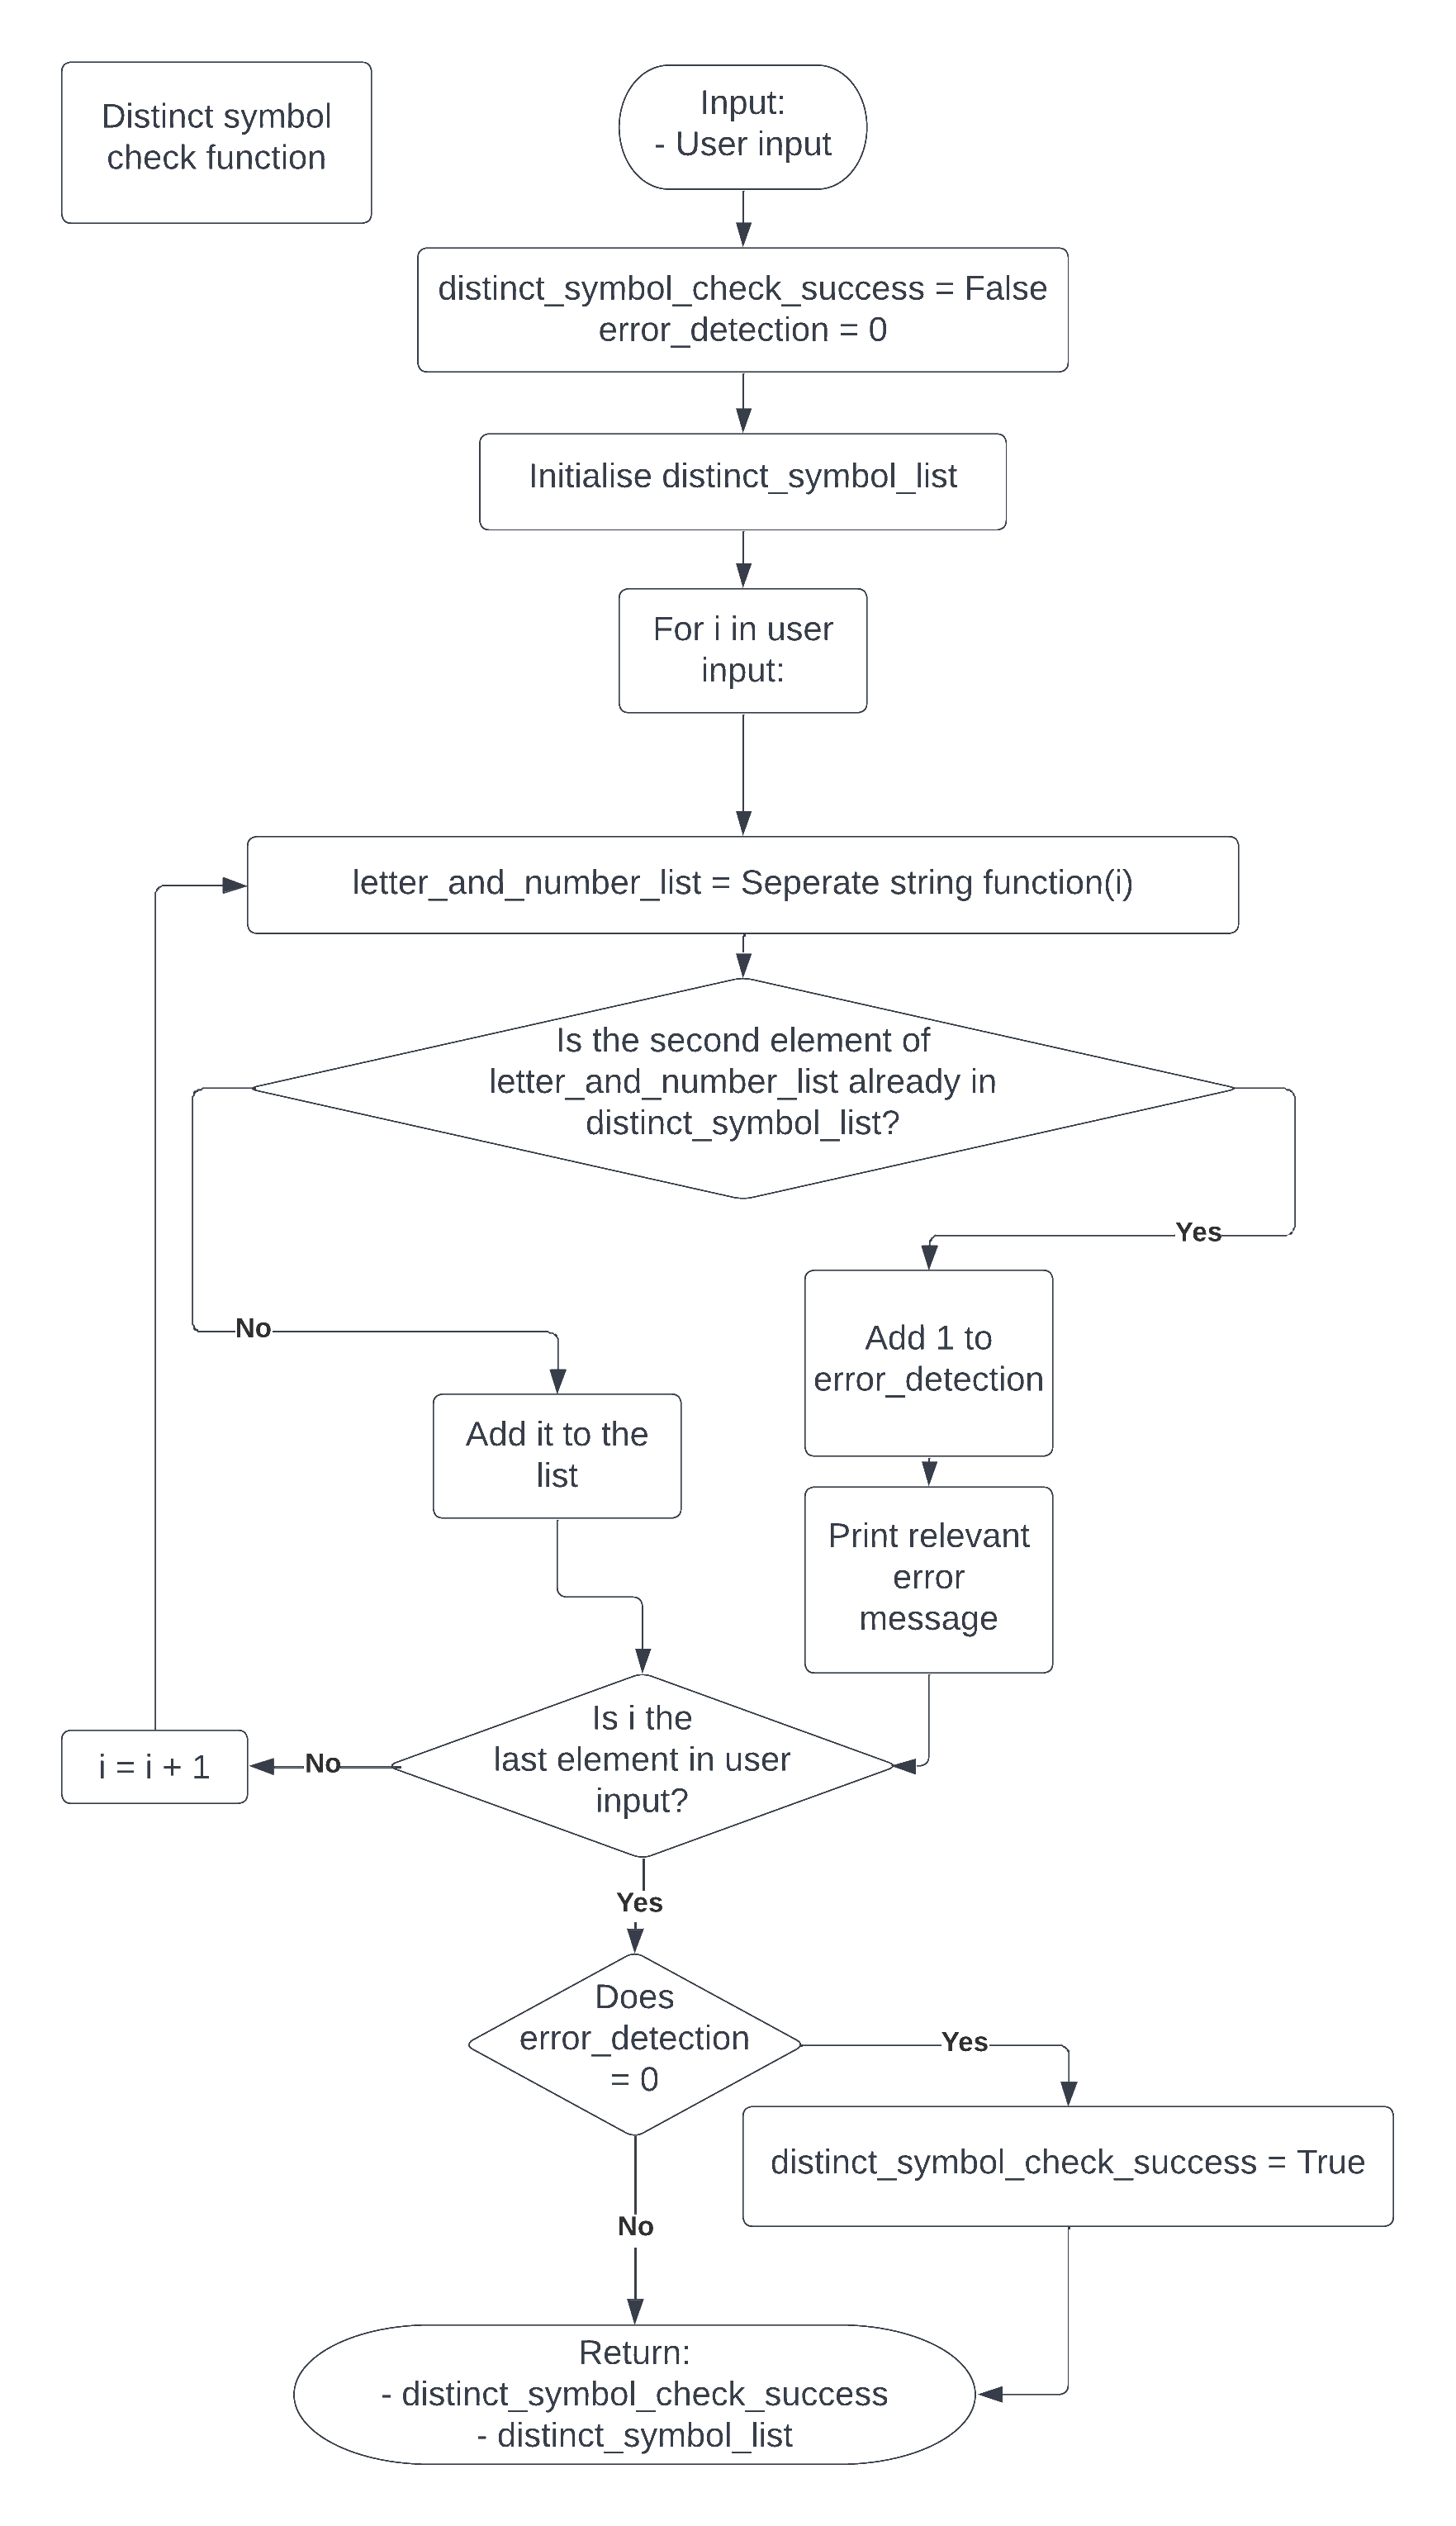 Distinct symbol
check function
Input:
- User input
distinct_symbol_check_success = False
error_detection = 0
Initialise distinct_symbol_list
For i in user
input:
letter_and_number_list = Seperate string function(i)
Is the second element of
letter_and_number_list already in
distinct_symbol_list?
Yes
No
Add 1 to
error_detection
Add it to the
list
Print relevant
error
message
Is i the
last element in user
input?
No
i = i + 1
Yes
Does
error_detection
= 0
Yes
distinct_symbol_check_success = True
No
Return:
- distinct_symbol_check_success
- distinct_symbol_list